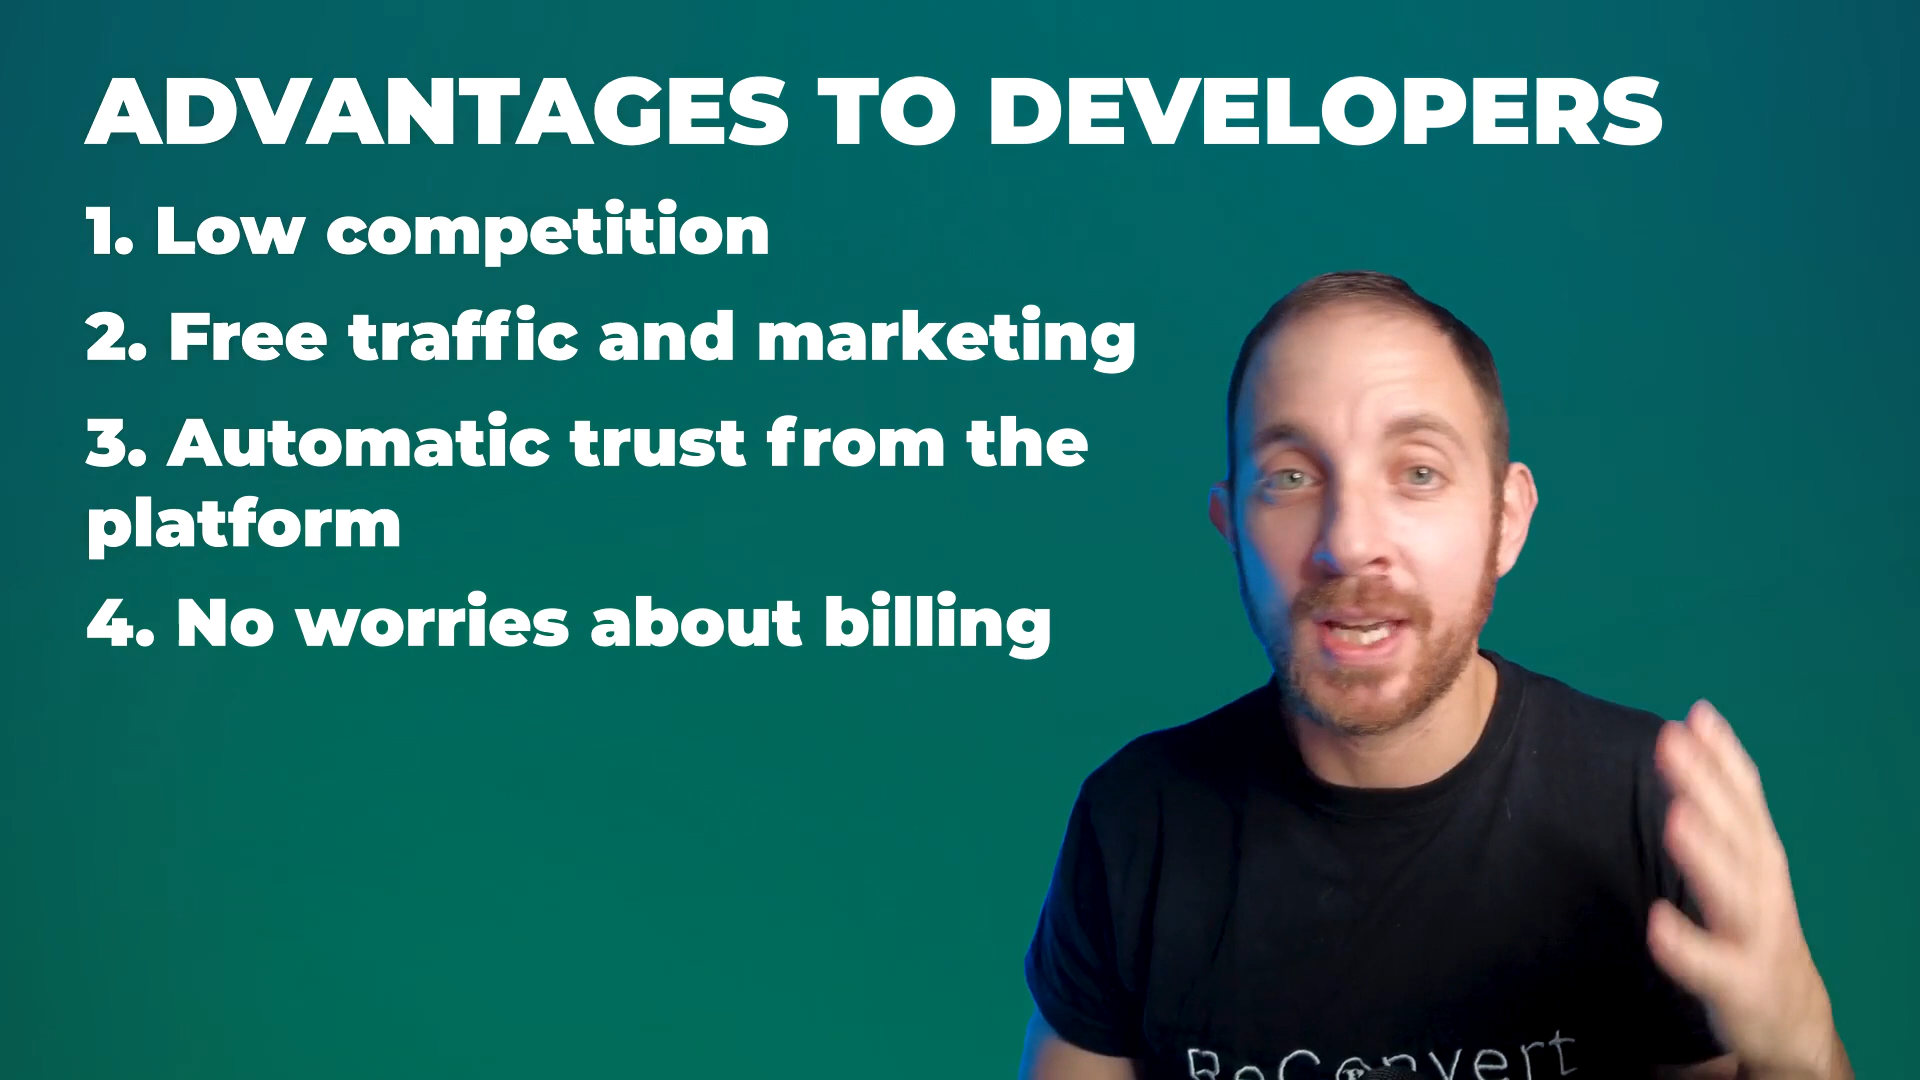 ADVANTAGES TO DEVELOPERS
1. Low competition
2. Free traffic and marketing
3. Automatic trust from the
platform
4. No worries about billing
ReConvert